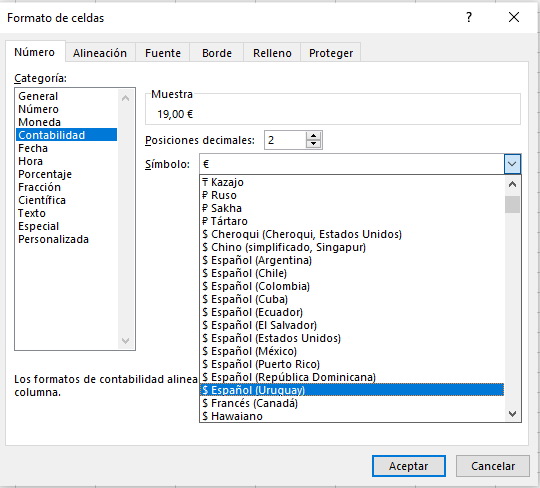 Formato de celdas
Número Alineación Fuente Borde Relleno Proteger
Categoría:
General
Número
Moneda
Contabilidad
Fecha
Hora
Porcentaje
Fracción
Científica
Texto
Especial
Personalizada
Muestra
19,00 €
Posiciones decimales: 2
Símbolo: €
₸ Kazajo
₽ Ruso
₽ Sakha
₽ Tártaro
$ Cheroqui (Cheroqui, Estados Unidos)
$ Chino (simplificado, Singapur)
$ Español (Argentina)
$ Español (Chile)
$ Español (Colombia)
$ Español (Cuba)
$ Español (Ecuador)
$ Español (El Salvador)
$ Español (Estados Unidos)
$ Español (México)
$ Español (Puerto Rico)
$ Español (República Dominicana)
$ Español (Uruguay)
$ Francés (Canadá)
$ Hawaiano
Los formatos de contabilidad alinea
columna.
Aceptar Cancelar